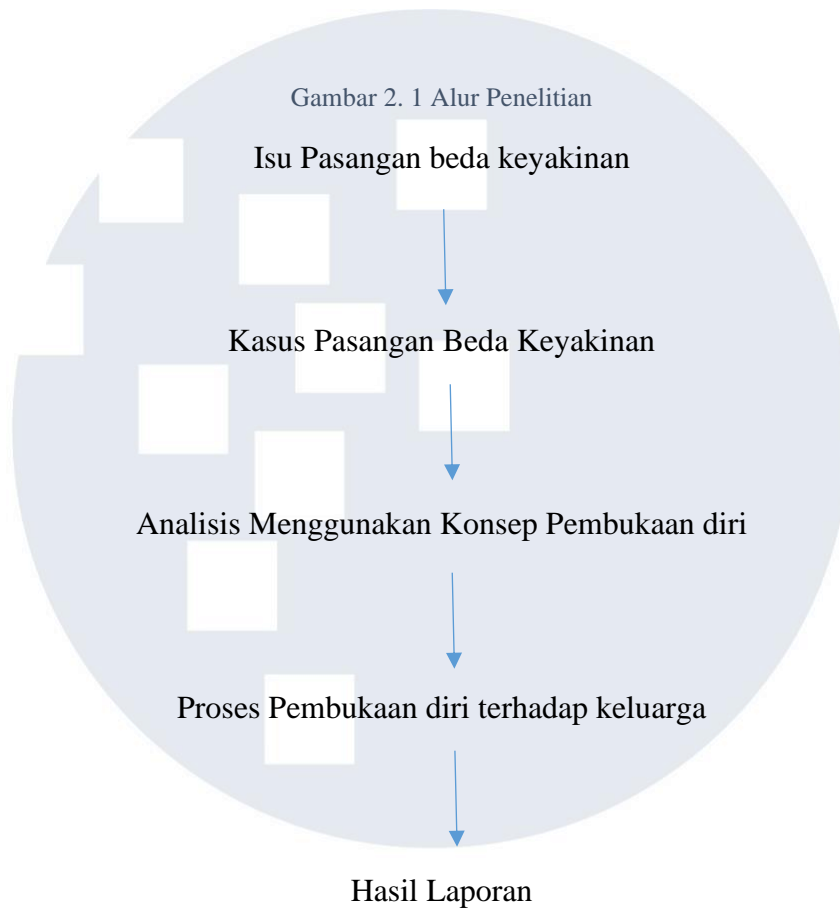 Gambar 2. 1 Alur Penelitian
Isu Pasangan beda keyakinan
Kasus Pasangan Beda Keyakinan
Analisis Menggunakan Konsep Pembukaan diri
Proses Pembukaan diri terhadap keluarga
Hasil Laporan